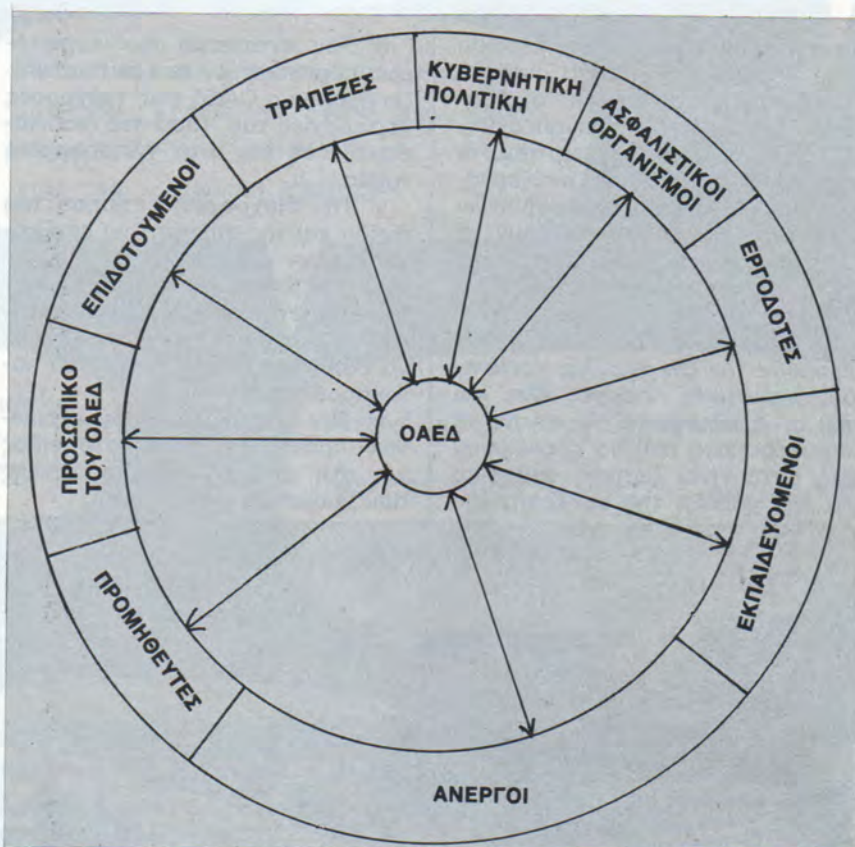 ΤΡΑΠΕΖΕΣ
ΚΥΒΕΡΝΗΤΙΚΗ
ΠΟΛΙΤΙΚΗ
ΑΣΦΑΛΙΣΤΙΚΟΙ
ΟΡΓΑΝΙΣΜΟΙ
ΕΡΓΟΔΟΤΕΣ
ΕΚΠΑΙΔΕΥΟΜΕΝΟΙ
ΑΝΕΡΓΟΙ
ΠΡΟΜΗΘΕΥΤΕΣ
ΠΡΟΣΩΠΙΚΟ
ΤΟΥ ΟΑΕΔ
ΕΠΙΔΟΤΟΥΜΕΝΟΙ
ΟΑΕΔ